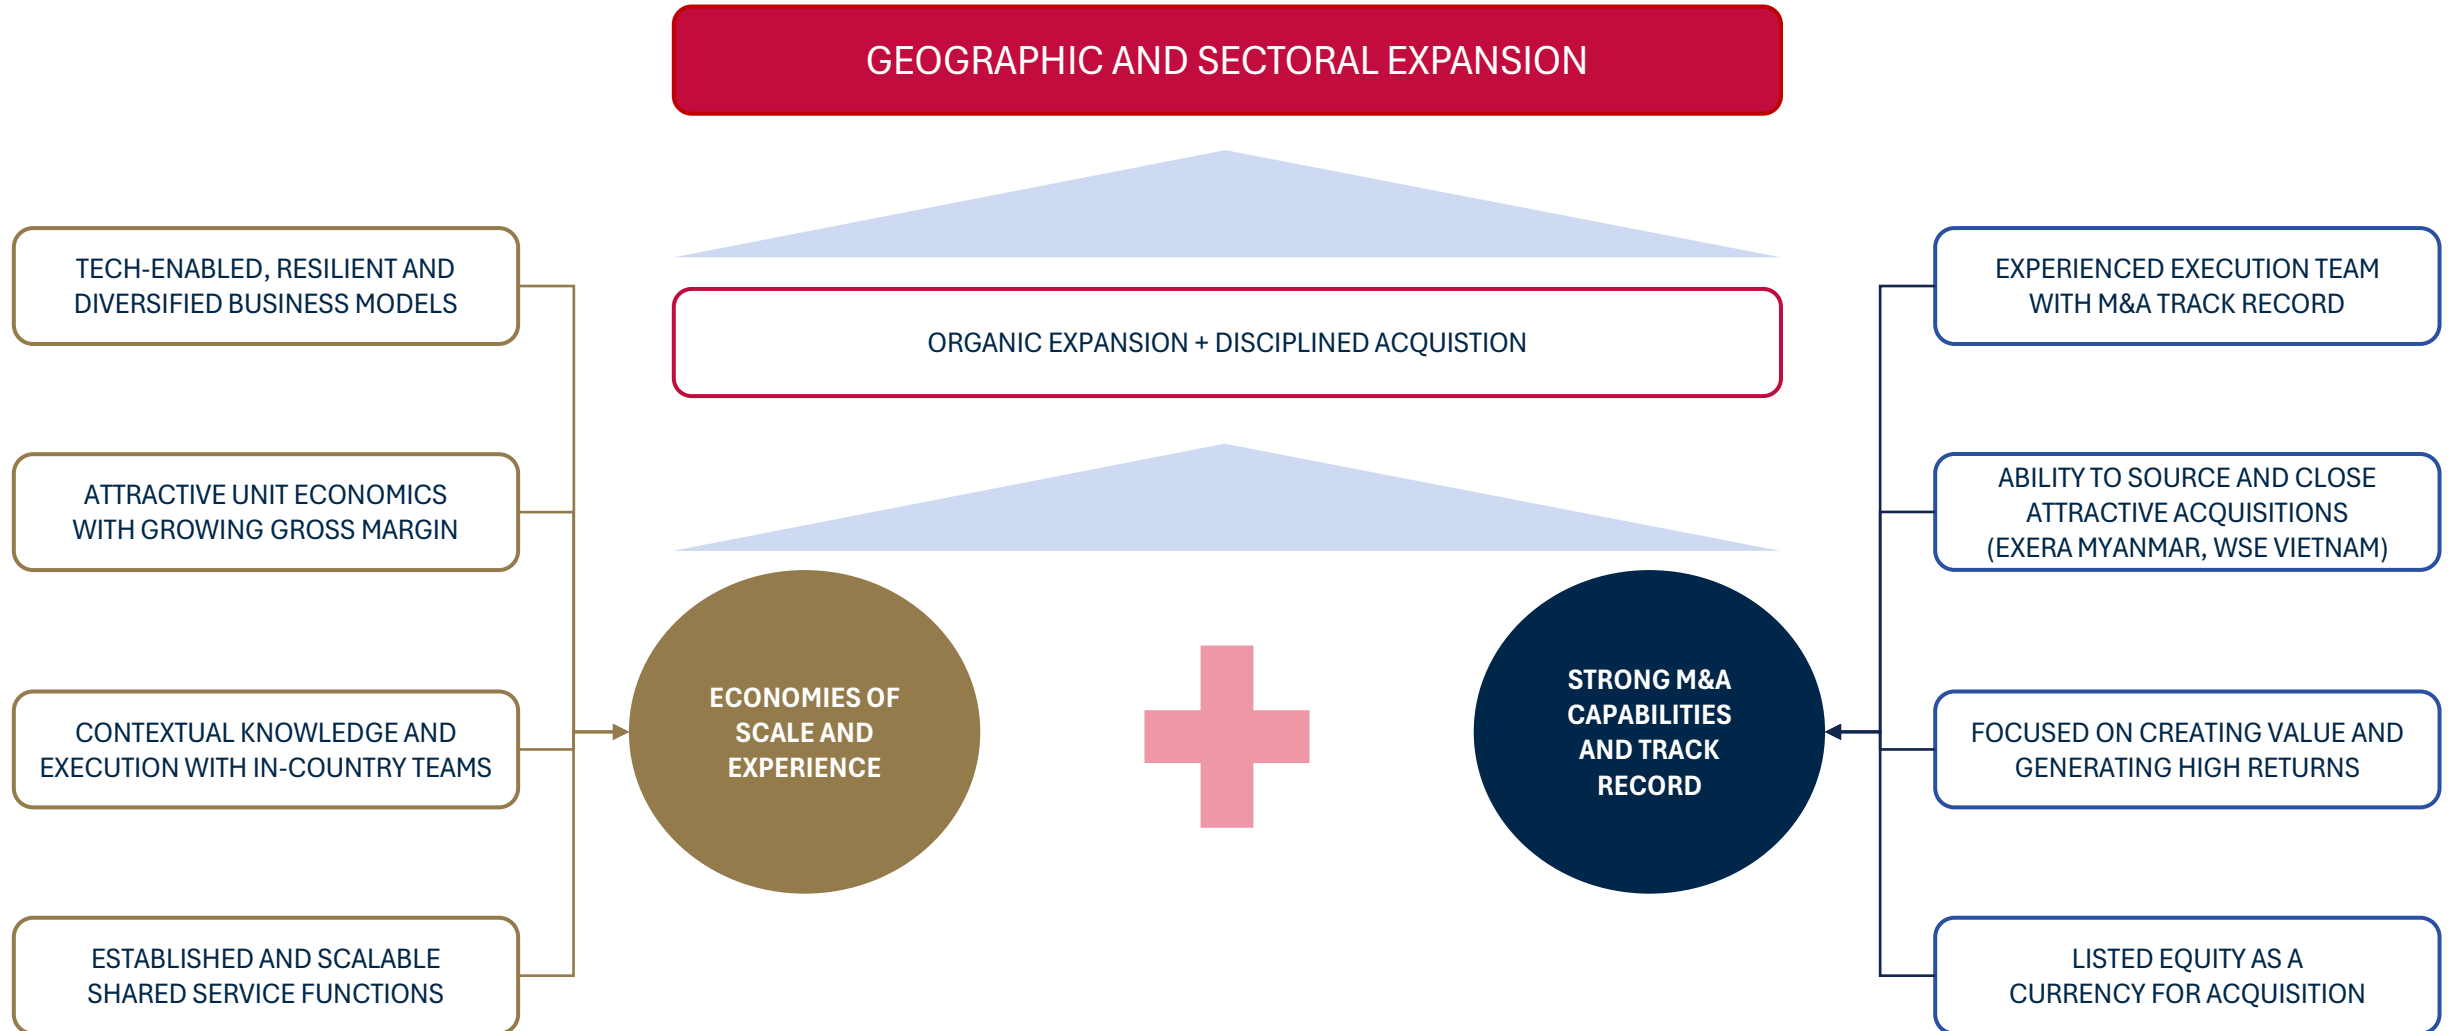 GEOGRAPHIC AND SECTORAL EXPANSION
TECH-ENABLED, RESILIENT AND
DIVERSIFIED BUSINESS MODELS
ATTRACTIVE UNIT ECONOMICS
WITH GROWING GROSS MARGIN
CONTEXTUAL KNOWLEDGE AND
EXECUTION WITH IN-COUNTRY TEAMS
ESTABLISHED AND SCALABLE
SHARED SERVICE FUNCTIONS
ORGANIC EXPANSION + DISCIPLINED ACQUISTION
ECONOMIES OF
SCALE AND
EXPERIENCE
STRONG M&A
CAPABILITIES
AND TRACK
RECORD
EXPERIENCED EXECUTION TEAM
WITH M&A TRACK RECORD
ABILITY TO SOURCE AND CLOSE
ATTRACTIVE ACQUISITIONS
(EXERA MYANMAR, WSE VIETNAM)
FOCUSED ON CREATING VALUE AND
GENERATING HIGH RETURNS
LISTED EQUITY AS A
CURRENCY FOR ACQUISITION